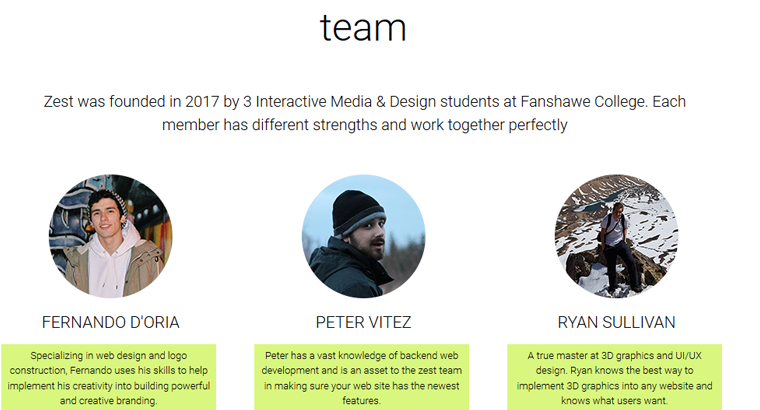 team
Zest was founded in 2017 by 3 Interactive Media & Design students at Fanshawe College. Each
member has different strengths and work together perfectly
FERNANDO D'ORIA
Specializing in web design and logo
construction, Fernando uses his skills to help
implement his creativity into building powerful
and creative branding.
PETER VITEZ
Peter has a vast knowledge of backend web
development and is an asset to the zest team
in making sure your web site has the newest
features.
RYAN SULLIVAN
A true master at 3D graphics and UI/UX
design. Ryan knows the best way to
implement 3D graphics into any website and
knows what users want.